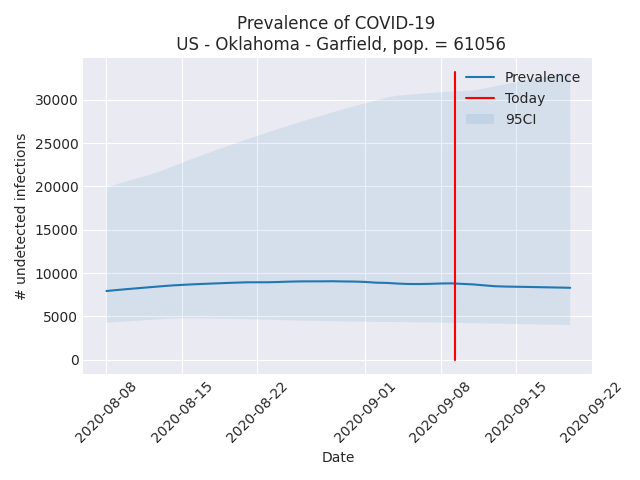 Prevalence of COVID-19
US - Oklahoma - Garfield, pop. = 61056
Prevalence
Today
95CI
30000
25000
20000
15000
10000
5000
0
# undetected infections
2020-08-08
2020-08-15
2020-08-22
2020-09-01
2020-09-08
2020-09-15
2020-09-22
Date